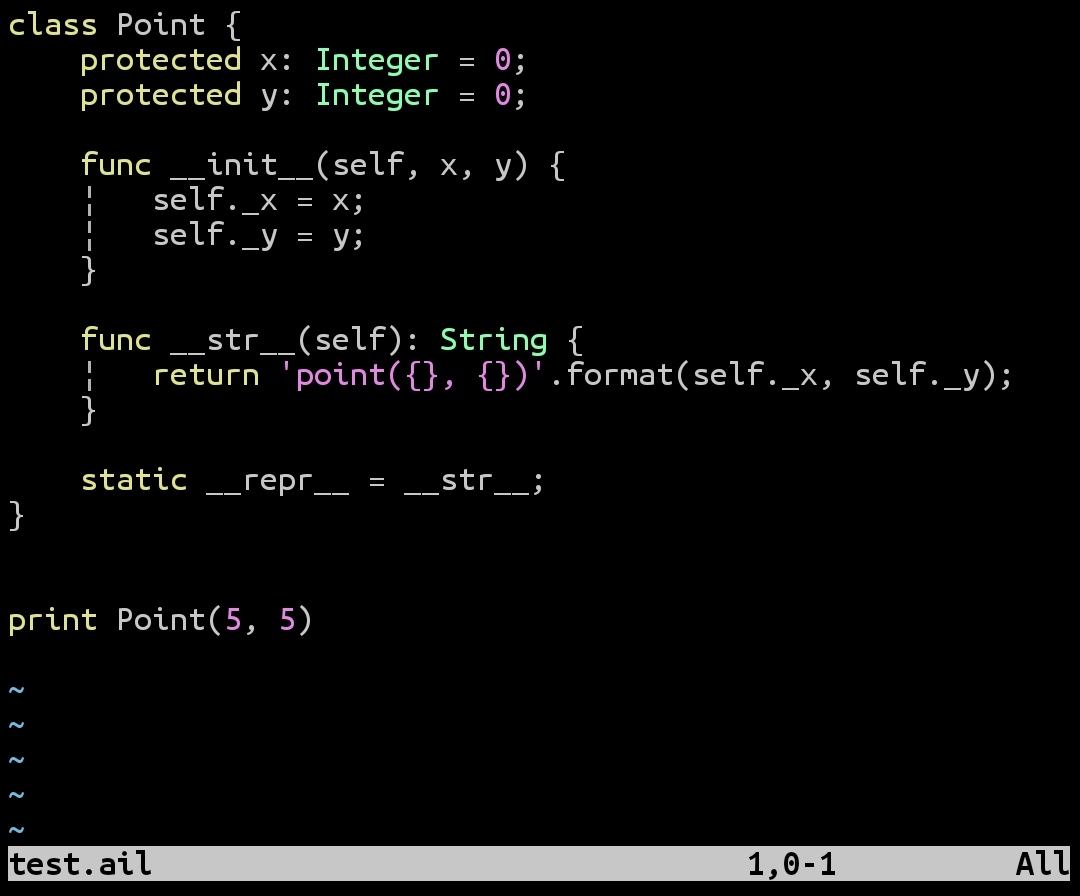 class Point {
    protected x: Integer = 0;
    protected y: Integer = 0;

    func __init__(self, x, y) {
    ¦   self._x = x;
    ¦   self._y = y;
    }

    func __str__(self): String {
    ¦   return 'point({}, {})'.format(self._x, self._y);
    }

    static __repr__ = __str__;
}


print Point(5, 5)

~
~
~
~
~
test.ail 1,0-1 All